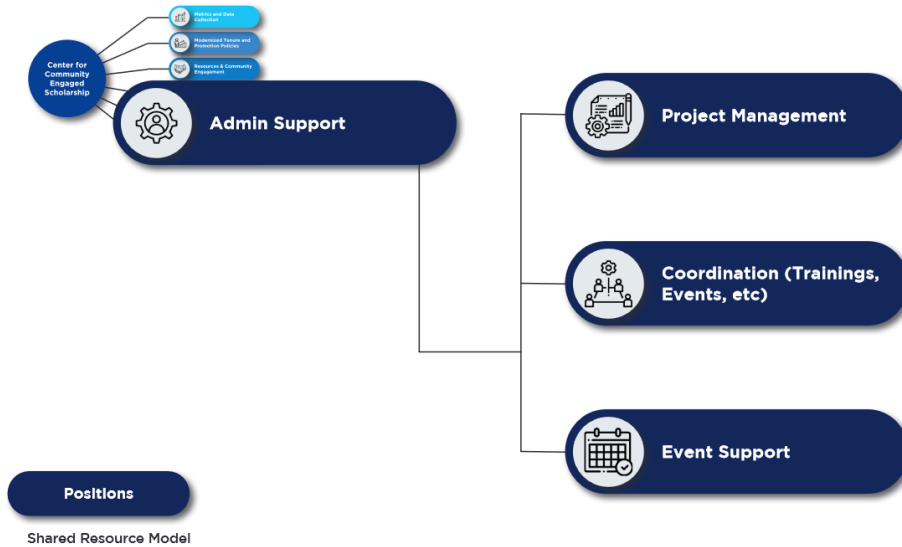 Metrics and Data
Collection
Modernized Tenure and
Promotion Policies
Resources & Community
Engagement
Center for
Community
Engaged
Scholarship
Admin Support
Project Management
Coordination (Trainings,
Events, etc)
Event Support
Positions
Shared Resource Model